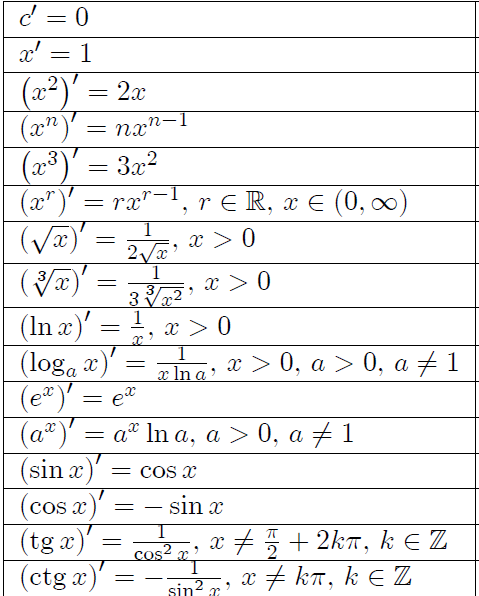 c′ = 0
x′ = 1
(x²)′ = 2x
(xⁿ)′ = nxⁿ⁻¹
(x³)′ = 3x²
(xʳ)′ = rxʳ⁻¹, r ∈ ℝ, x ∈ (0, ∞)
(√x)′ = 1/(2√x), x > 0
(∛x)′ = 1/(3∛x²), x > 0
(ln x)′ = 1/x, x > 0
(logₐ x)′ = 1/(x ln a), x > 0, a > 0, a ≠ 1
(eˣ)′ = eˣ
(aˣ)′ = aˣ ln a, a > 0, a ≠ 1
(sin x)′ = cos x
(cos x)′ = − sin x
(tg x)′ = 1/(cos² x), x ≠ π/2 + 2kπ, k ∈ ℤ
(ctg x)′ = −1/(sin² x), x ≠ kπ, k ∈ ℤ